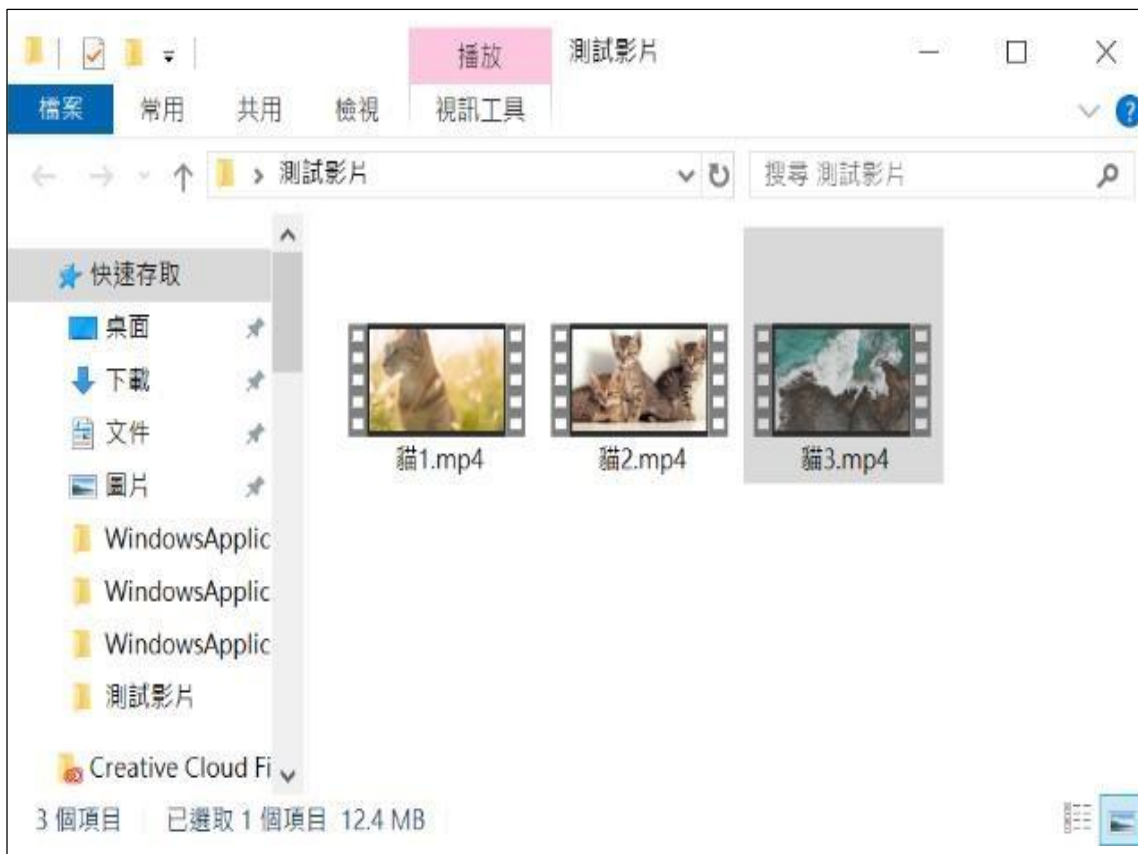 播放 測試影片
檔案 常用 共用 檢視 視訊工具
測試影片 搜尋 測試影片
快速存取
桌面
下載
文件
圖片
WindowsApplic
WindowsApplic
WindowsApplic
測試影片
Creative Cloud Fi
貓1.mp4 貓2.mp4 貓3.mp4
3 個項目 已選取 1 個項目 12.4 MB